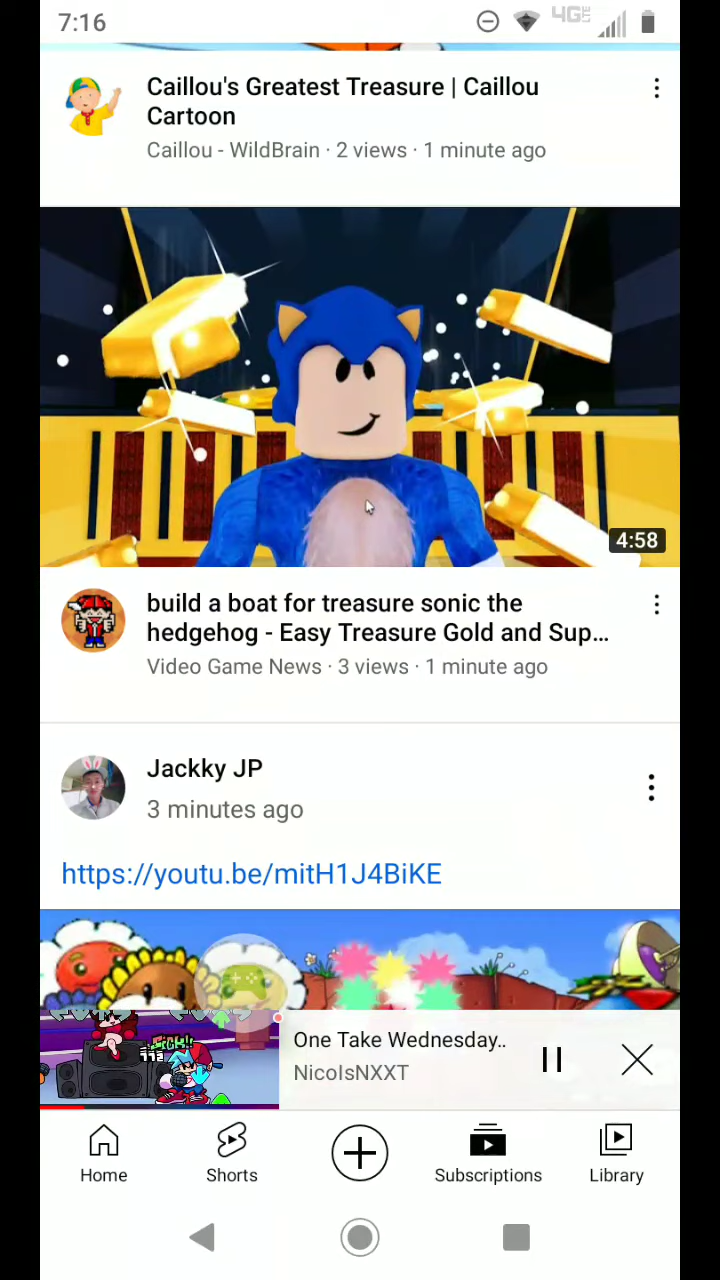 7:16
4G LTE
Caillou's Greatest Treasure | Caillou
Cartoon
Caillou - WildBrain · 2 views · 1 minute ago
4:58
build a boat for treasure sonic the
hedgehog - Easy Treasure Gold and Sup...
Video Game News · 3 views · 1 minute ago
Jackky JP
3 minutes ago
https://youtu.be/mitH1J4BiKE
One Take Wednesday..
NicolsNXXT
Home
Shorts
Subscriptions
Library